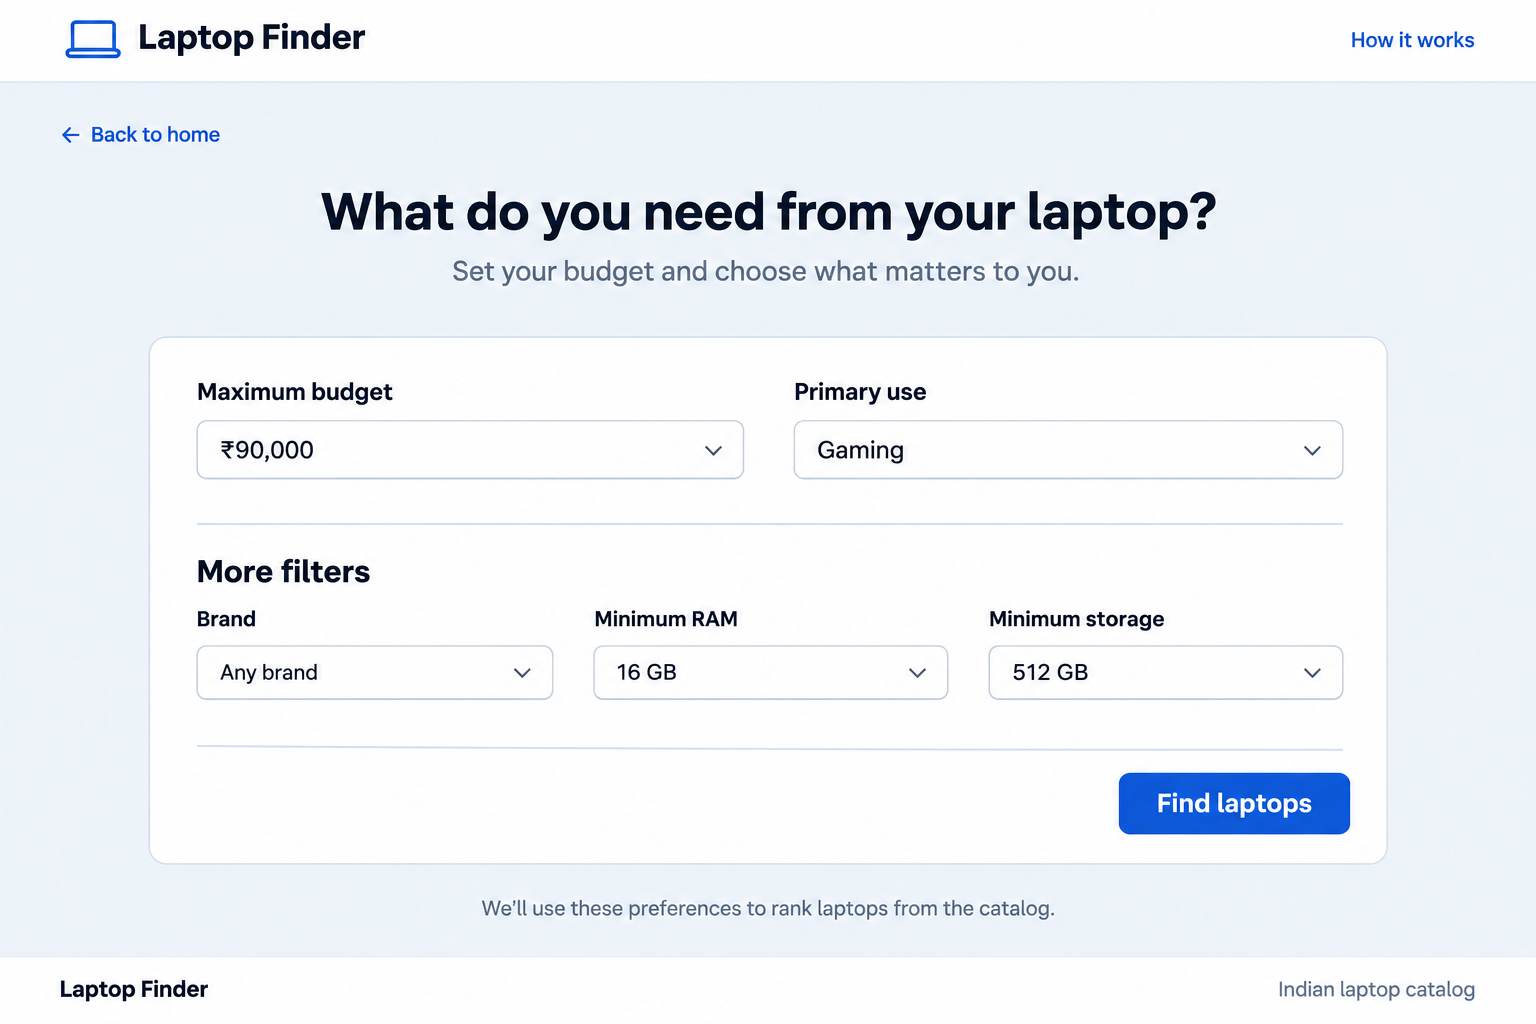 Laptop Finder
How it works
← Back to home
What do you need from your laptop?
Set your budget and choose what matters to you.
Maximum budget
Primary use
₹90,000
Gaming
More filters
Brand
Minimum RAM
Minimum storage
Any brand
16 GB
512 GB
Find laptops
We'll use these preferences to rank laptops from the catalog.
Laptop Finder
Indian laptop catalog